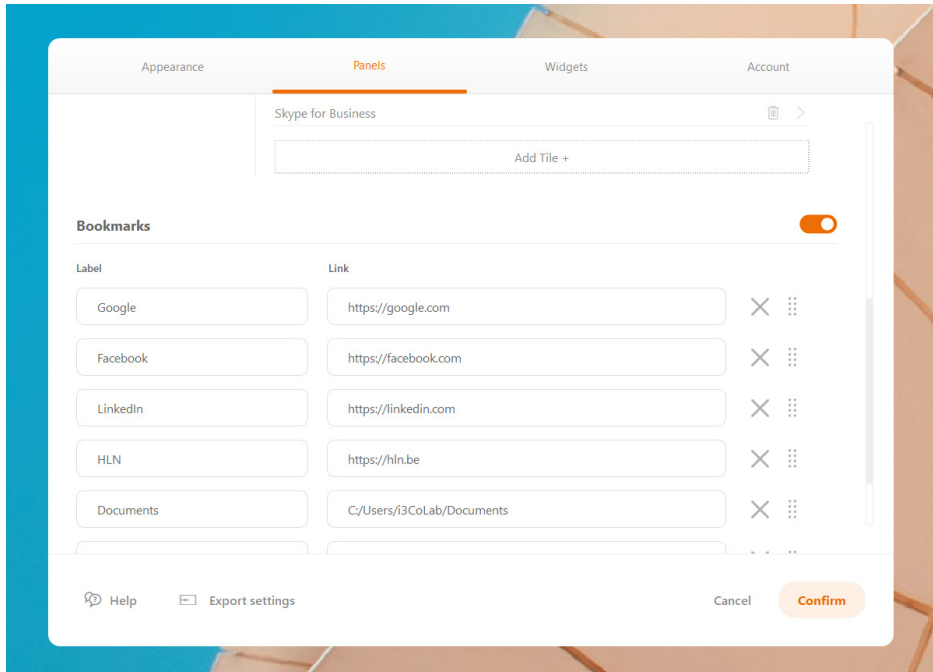 Appearance
Panels
Widgets
Account
Skype for Business
Add Tile +
Bookmarks
Label
Link
Google
https://google.com
Facebook
https://facebook.com
LinkedIn
https://linkedin.com
HLN
https://hln.be
Documents
C:/Users/i3CoLab/Documents
Help
Export settings
Cancel
Confirm